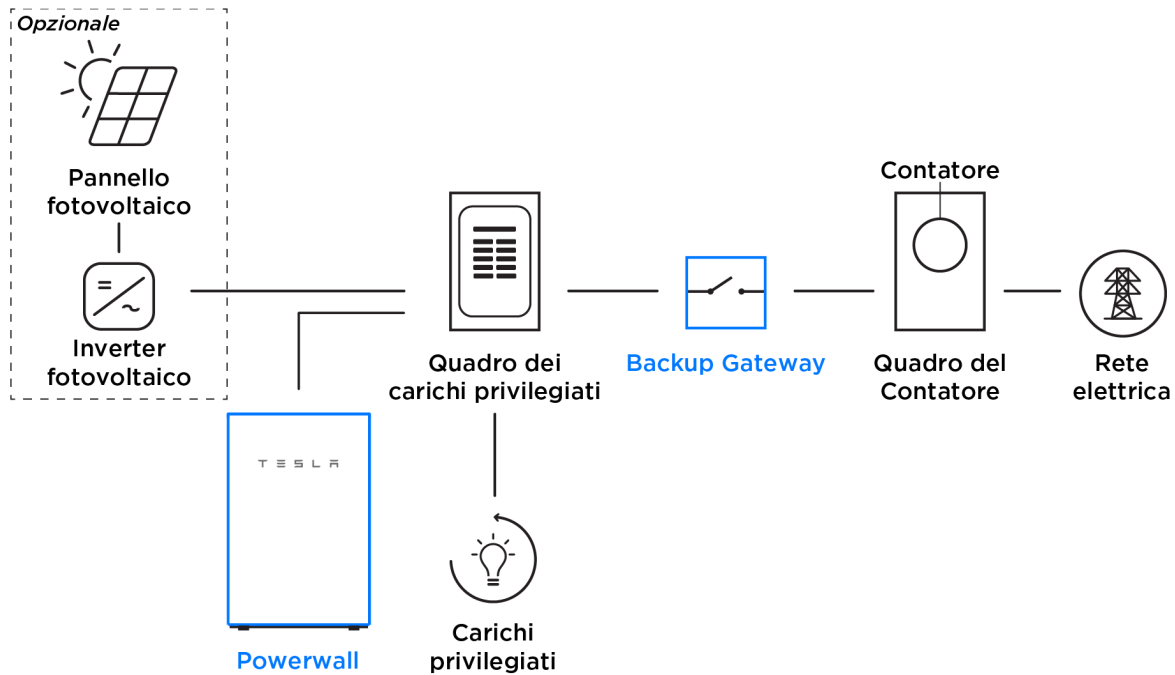 Opzionale
Pannello
fotovoltaico
Inverter
fotovoltaico
TESLA
Powerwall
Quadro dei
carichi privilegiati
Carichi
privilegiati
Backup Gateway
Contatore
Quadro del
Contatore
Rete
elettrica